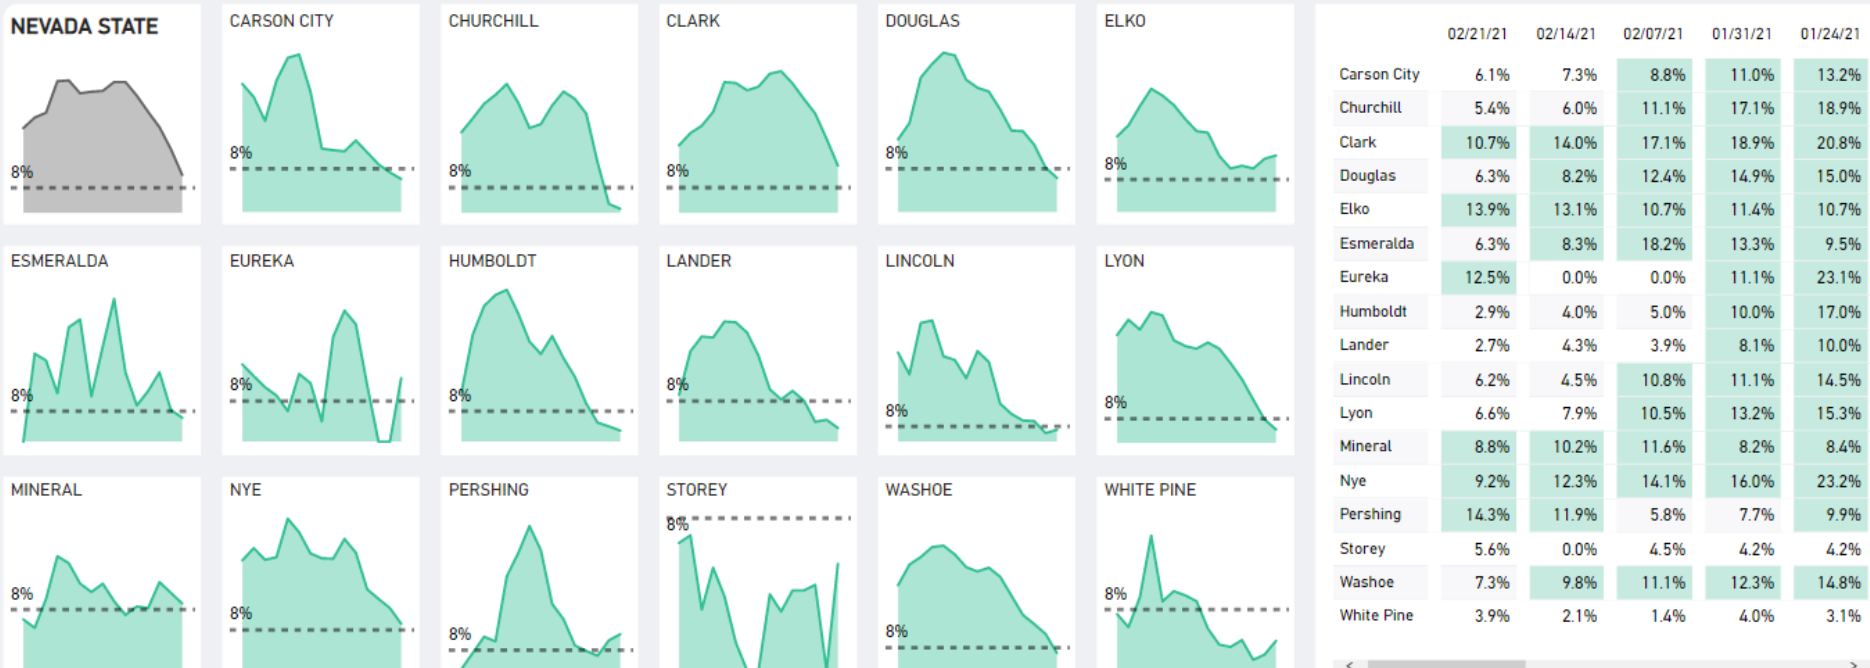 NEVADA STATE
CARSON CITY
CHURCHILL
CLARK
DOUGLAS
ELKO
8%
8%
8%
8%
8%
8%
ESMERALDA
EUREKA
HUMBOLDT
LANDER
LINCOLN
LYON
8%
8%
8%
8%
8%
8%
MINERAL
NYE
PERSHING
STOREY
WASHOE
WHITE PINE
8%
8%
8%
8%
8%
8%
02/21/21 02/14/21 02/07/21 01/31/21 01/24/21
Carson City 6.1% 7.3% 8.8% 11.0% 13.2%
Churchill 5.4% 6.0% 11.1% 17.1% 18.9%
Clark 10.7% 14.0% 17.1% 18.9% 20.8%
Douglas 6.3% 8.2% 12.4% 14.9% 15.0%
Elko 13.9% 13.1% 10.7% 11.4% 10.7%
Esmeralda 6.3% 8.3% 18.2% 13.3% 9.5%
Eureka 12.5% 0.0% 0.0% 11.1% 23.1%
Humboldt 2.9% 4.0% 5.0% 10.0% 17.0%
Lander 2.7% 4.3% 3.9% 8.1% 10.0%
Lincoln 6.2% 4.5% 10.8% 11.1% 14.5%
Lyon 6.6% 7.9% 10.5% 13.2% 15.3%
Mineral 8.8% 10.2% 11.6% 8.2% 8.4%
Nye 9.2% 12.3% 14.1% 16.0% 23.2%
Pershing 14.3% 11.9% 5.8% 7.7% 9.9%
Storey 5.6% 0.0% 4.5% 4.2% 4.2%
Washoe 7.3% 9.8% 11.1% 12.3% 14.8%
White Pine 3.9% 2.1% 1.4% 4.0% 3.1%